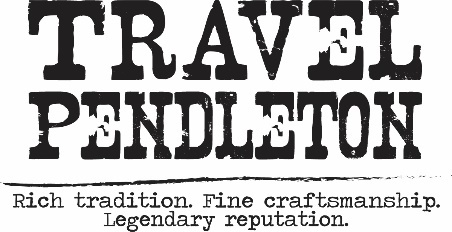 TRAVEL
PENDLETON
Rich tradition. Fine craftsmanship.
Legendary reputation.